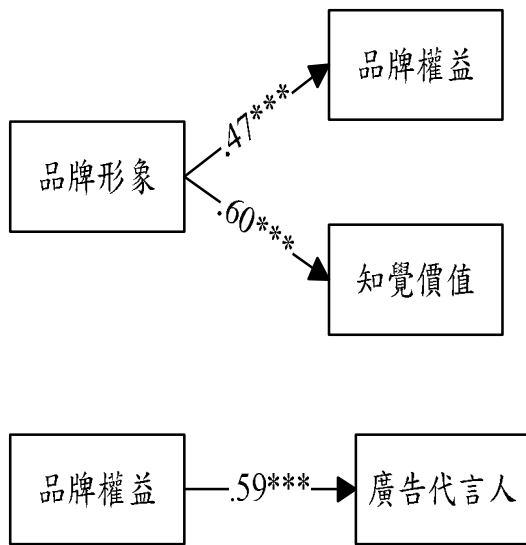 品牌權益
.47***
品牌形象
.60***
知覺價值
品牌權益
.59***
廣告代言人